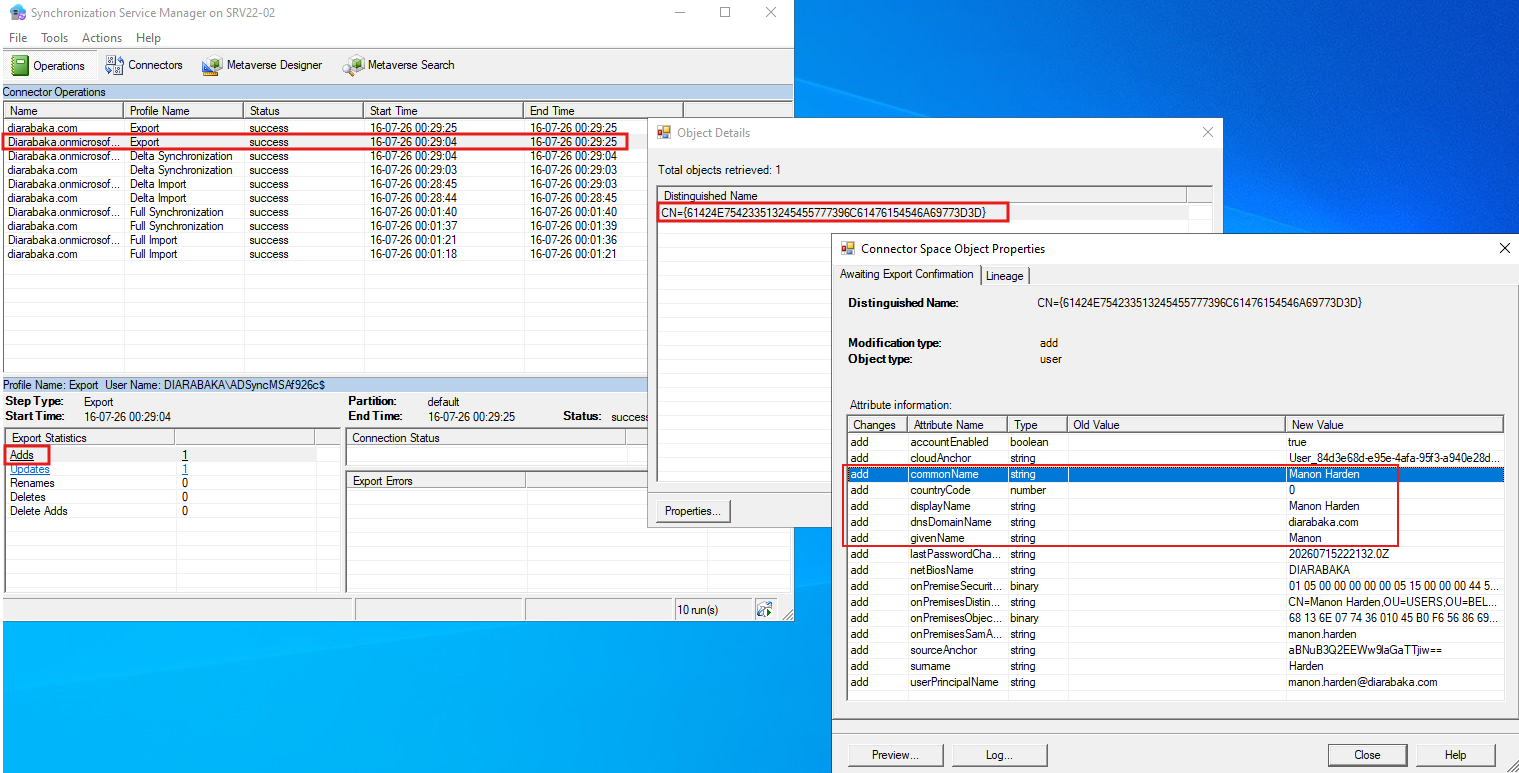 Synchronization Service Manager on SRV22-02
File Tools Actions Help
Operations Connectors Metaverse Designer Metaverse Search
Connector Operations
Name Profile Name Status Start Time End Time
diarabaka.com Export success 16-07-26 00:29:25 16-07-26 00:29:25
Diarabaka.onmicrosof... Export success 16-07-26 00:29:04 16-07-26 00:29:25
Diarabaka.onmicrosof... Delta Synchronization success 16-07-26 00:29:04 16-07-26 00:29:04
diarabaka.com Delta Synchronization success 16-07-26 00:29:03 16-07-26 00:29:03
Diarabaka.onmicrosof... Delta Import success 16-07-26 00:28:45 16-07-26 00:29:03
diarabaka.com Delta Import success 16-07-26 00:28:44 16-07-26 00:28:45
Diarabaka.onmicrosof... Full Synchronization success 16-07-26 00:01:40 16-07-26 00:01:40
diarabaka.com Full Synchronization success 16-07-26 00:01:37 16-07-26 00:01:39
Diarabaka.onmicrosof... Full Import success 16-07-26 00:01:21 16-07-26 00:01:36
diarabaka.com Full Import success 16-07-26 00:01:18 16-07-26 00:01:21
Profile Name: Export User Name: DIARABAKA\ADSyncMSAf926c$
Step Type: Export Partition: default
Start Time: 16-07-26 00:29:04 End Time: 16-07-26 00:29:25 Status: success
Export Statistics
Adds 1
Updates 1
Renames 0
Deletes 0
Delete Adds 0
Connection Status
Export Errors
10 run(s)
Object Details
Total objects retrieved: 1
Distinguished Name
CN={61424E754233513245455777396C61476154546A69773D3D}
Properties...
Connector Space Object Properties
Awaiting Export Confirmation Lineage
Distinguished Name: CN={61424E754233513245455777396C61476154546A69773D3D}
Modification type: add
Object type: user
Attribute information:
Changes Attribute Name Type Old Value New Value
add accountEnabled boolean true
add cloudAnchor string User_84d3e68d-e95e-4afa-95f3-a940e28d...
add commonName string Manon Harden
add countryCode number 0
add displayName string Manon Harden
add dnsDomainName string diarabaka.com
add givenName string Manon
add lastPasswordCha... string 20260715222132.0Z
add netBiosName string DIARABAKA
add onPremiseSecurit... binary 01 05 00 00 00 00 00 05 15 00 00 00 44 5...
add onPremisesDistin... string CN=Manon Harden,OU=USERS,OU=BEL...
add onPremisesObjec... binary 68 13 6E 07 74 36 010 45 B0 F6 56 86 69...
add onPremisesSamA... string manon.harden
add sourceAnchor string aBNuB3Q2EEWw9laGaTTjiw==
add surname string Harden
add userPrincipalName string manon.harden@diarabaka.com
Preview... Log... Close Help